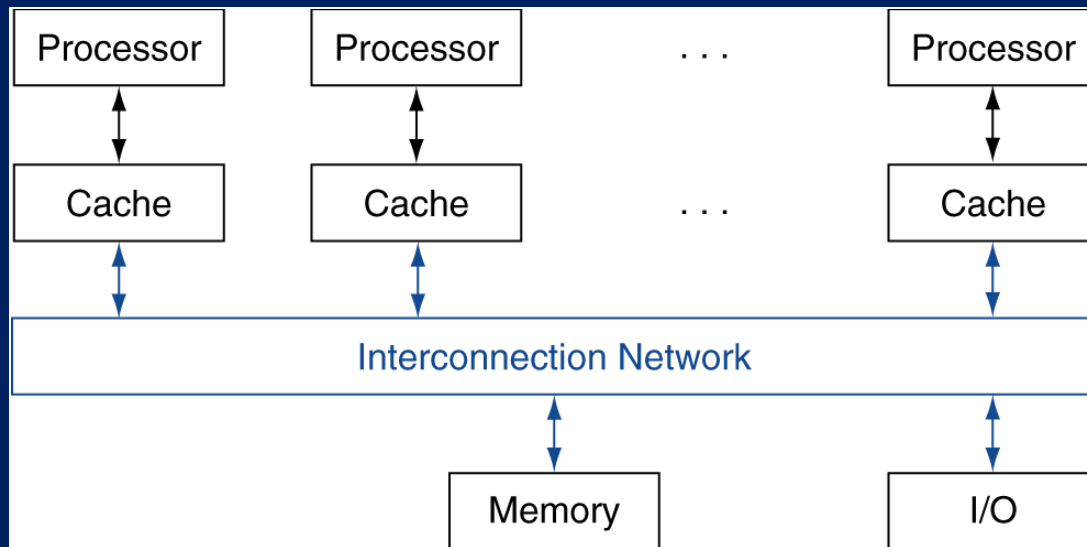 Processor Processor . . . Processor
Cache Cache . . . Cache
Interconnection Network
Memory I/O